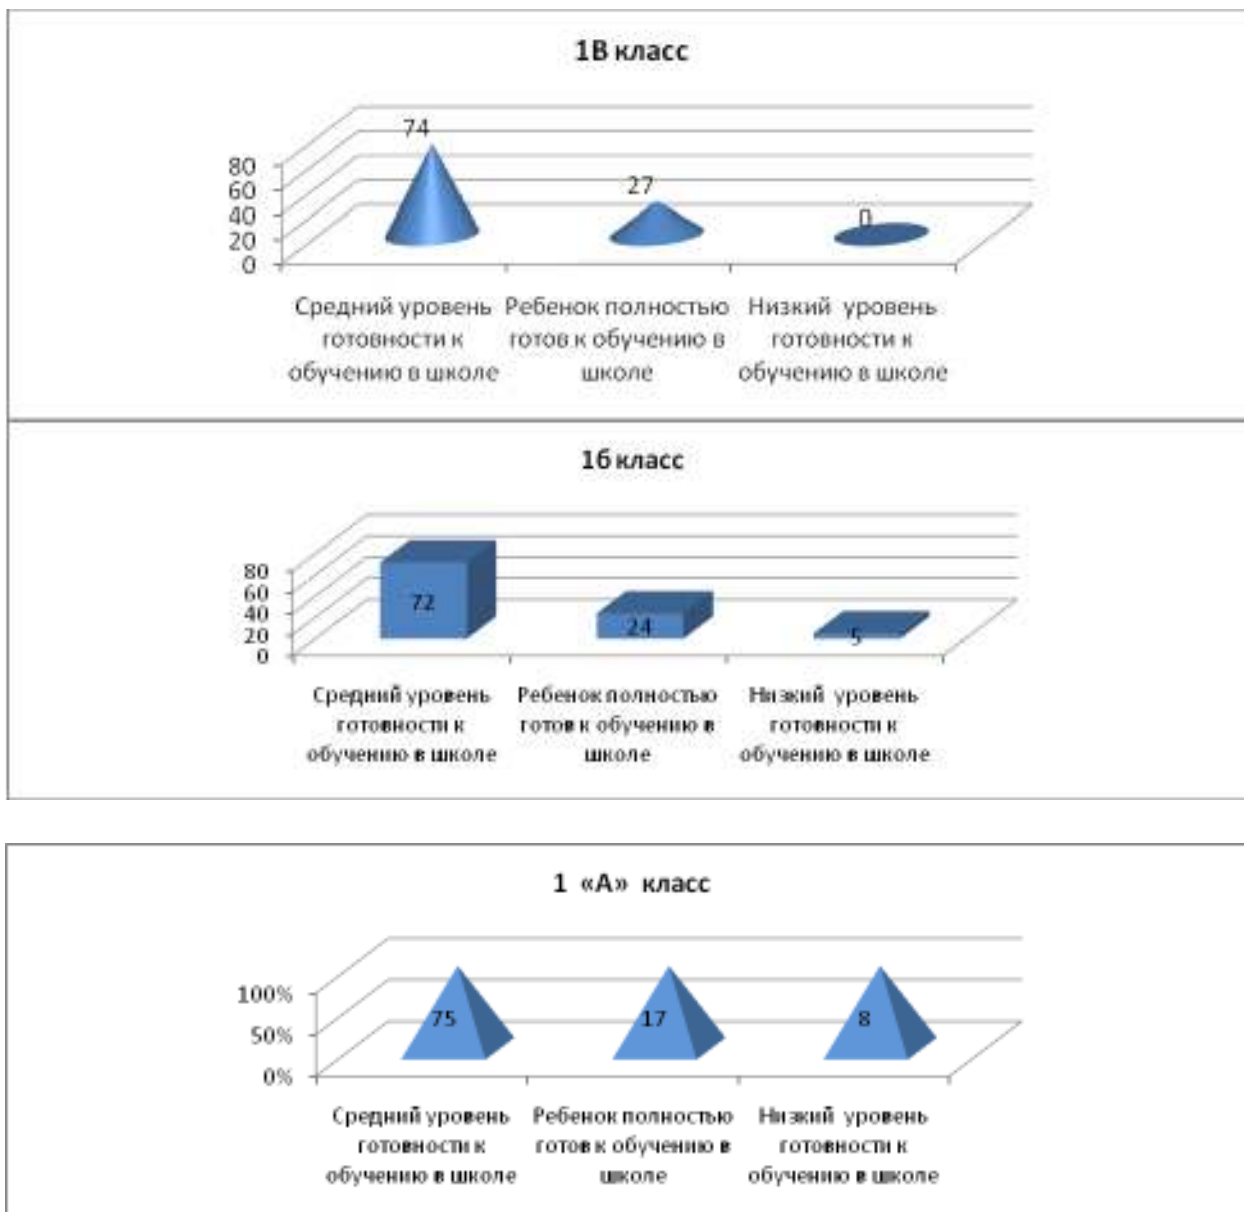 1В класс
74
27
0
80
60
40
20
0
Средний уровень готовности к обучению в школе
Ребенок полностью готов к обучению в школе
Низкий уровень готовности к обучению в школе
1б класс
72
24
5
80
60
40
20
0
Средний уровень готовности к обучению в школе
Ребенок полностью готов к обучению в школе
Низкий уровень готовности к обучению в школе
1 «А» класс
75
17
8
100%
50%
0%
Средний уровень готовности к обучению в школе
Ребенок полностью готов к обучению в школе
Низкий уровень готовности к обучению в школе